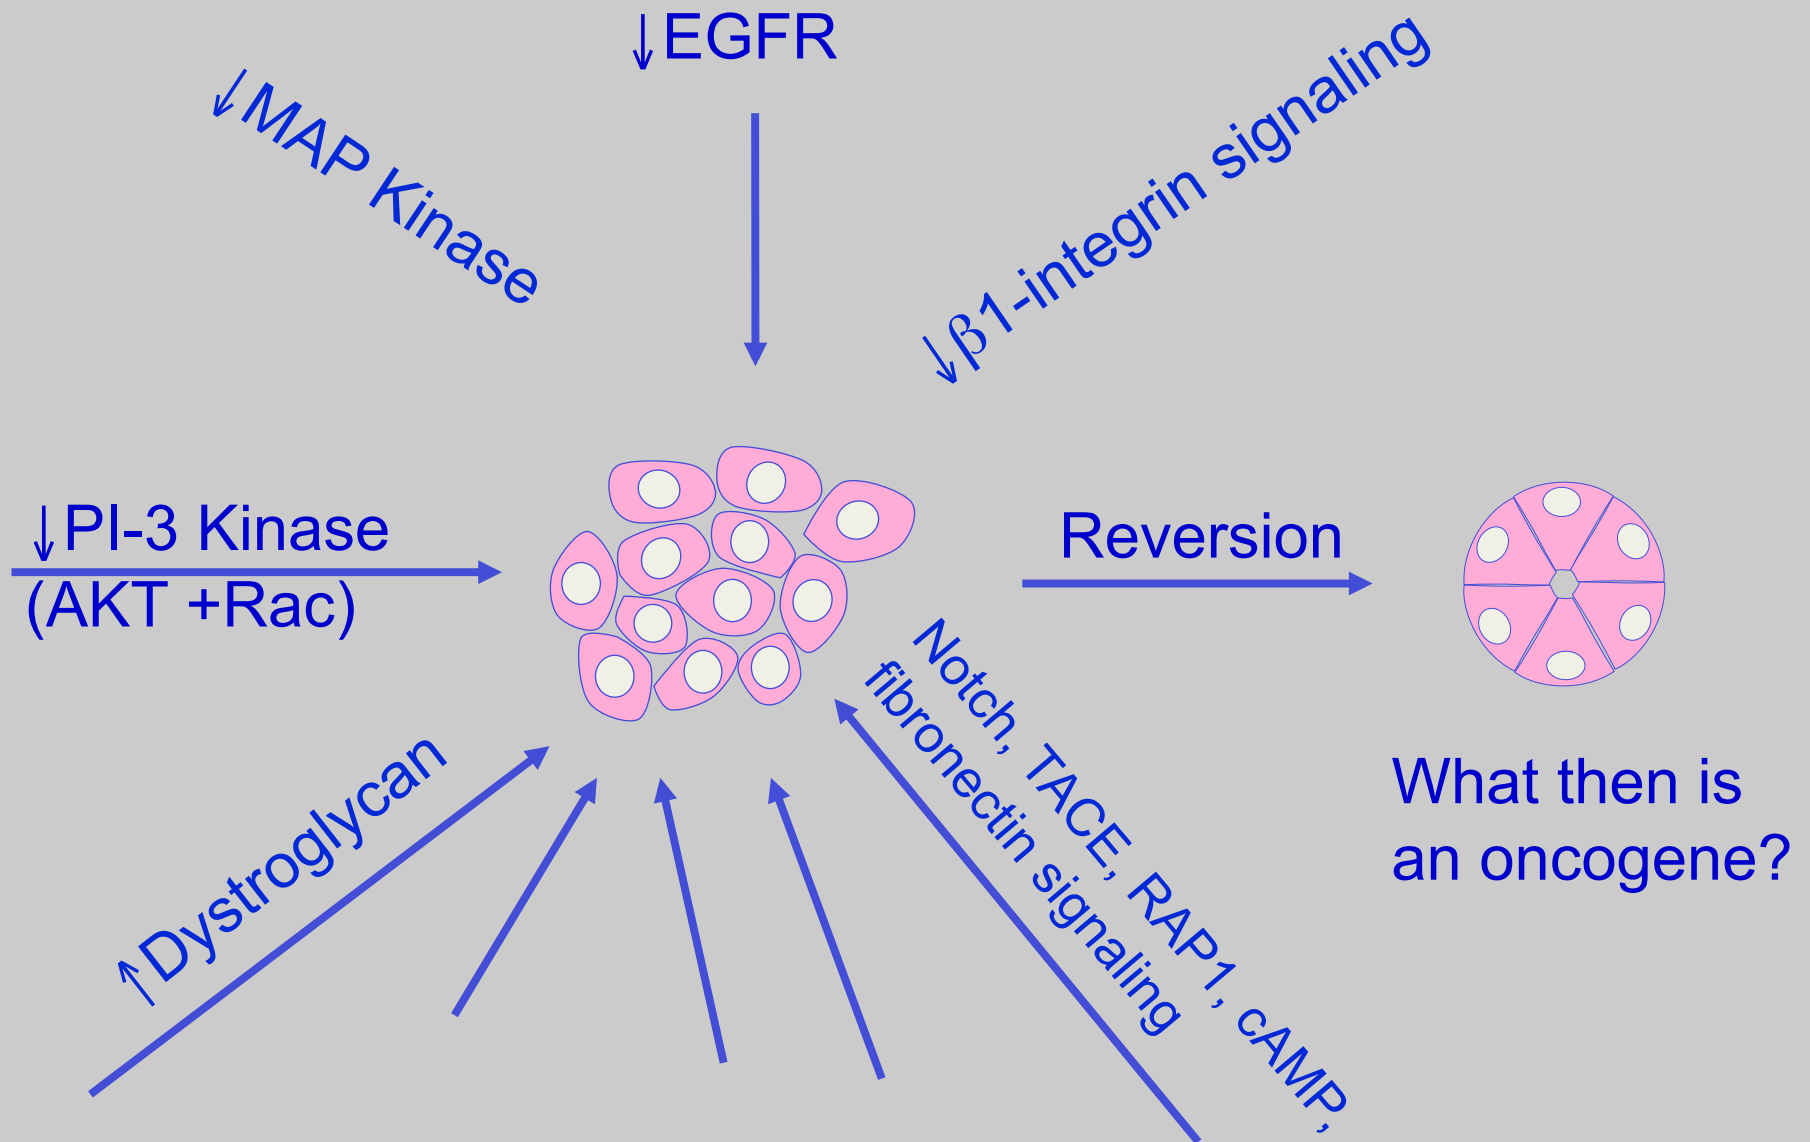 ↓EGFR
↓MAP Kinase
↓β1-integrin signaling
↓PI-3 Kinase
(AKT +Rac)
Reversion
↑Dystroglycan
Notch, TACE, RAP1, cAMP,
fibronectin signaling
What then is
an oncogene?